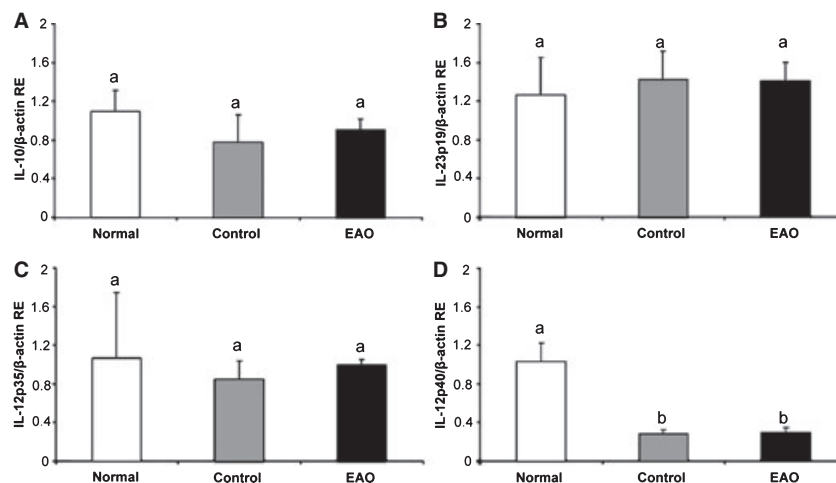 A
IL-10/β-actin RE
2
1.6
1.2
0.8
0.4
0
a
a
a
Normal
Control
EAO
B
IL-23p19/β-actin RE
2
1.6
1.2
0.8
0.4
0
a
a
a
Normal
Control
EAO
C
IL-12p35/β-actin RE
2
1.6
1.2
0.8
0.4
0
a
a
a
Normal
Control
EAO
D
IL-12p40/β-actin RE
2
1.6
1.2
0.8
0.4
0
a
b
b
Normal
Control
EAO